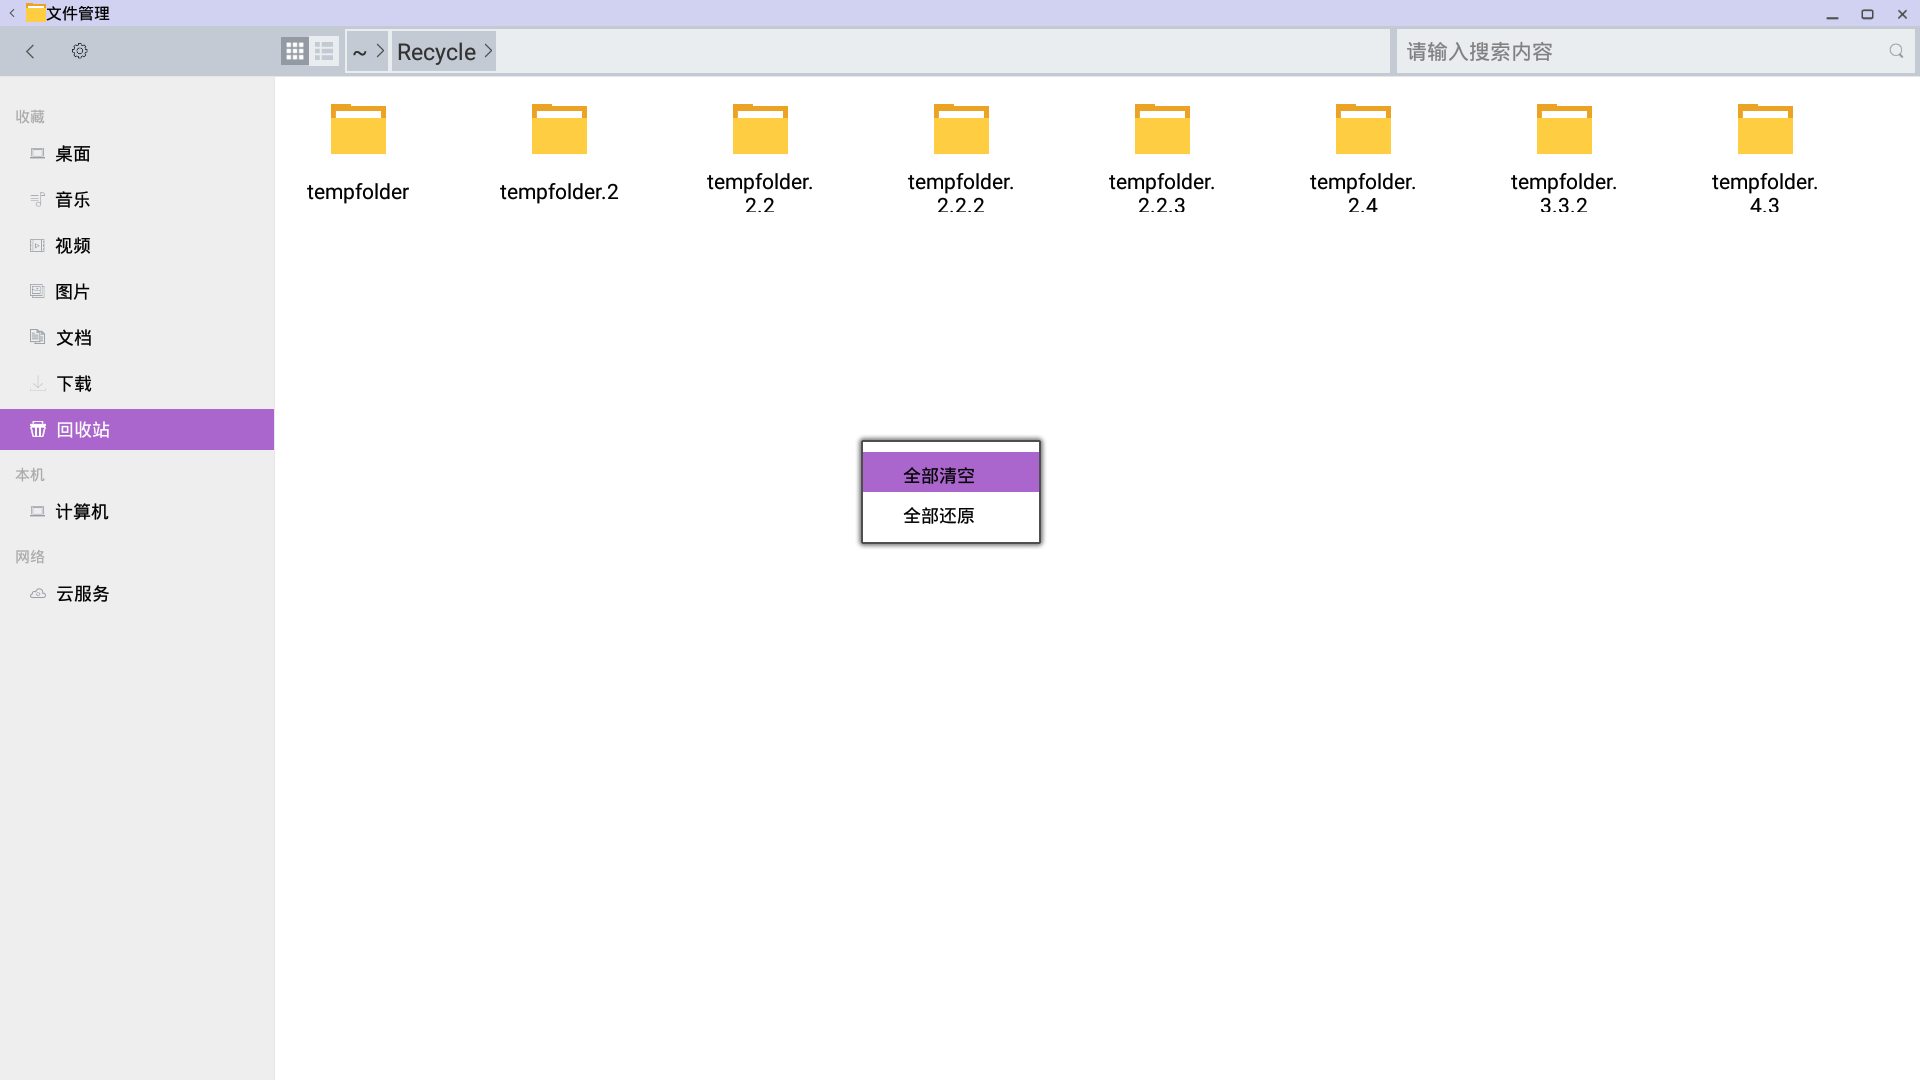 文件管理
~
Recycle
请输入搜索内容
收藏
桌面
音乐
视频
图片
文档
下载
回收站
本机
计算机
网络
云服务
tempfolder
tempfolder.2
tempfolder.
2.2
tempfolder.
2.2.2
tempfolder.
2.2.3
tempfolder.
2.4
tempfolder.
3.3.2
tempfolder.
4.3
全部清空
全部还原